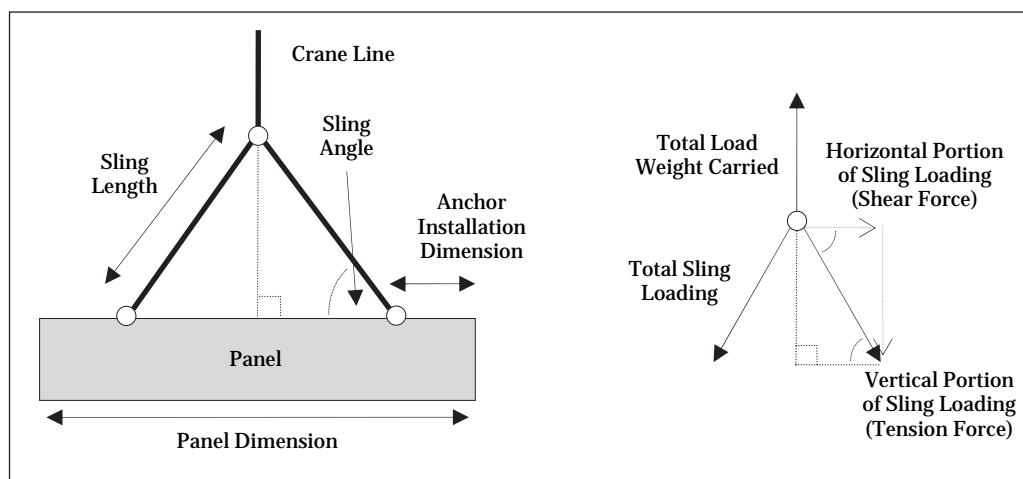 Crane Line
Sling
Angle
Sling
Length
Anchor
Installation
Dimension
Panel
Panel Dimension
Total Load
Weight Carried
Horizontal Portion
of Sling Loading
(Shear Force)
Total Sling
Loading
Vertical Portion
of Sling Loading
(Tension Force)